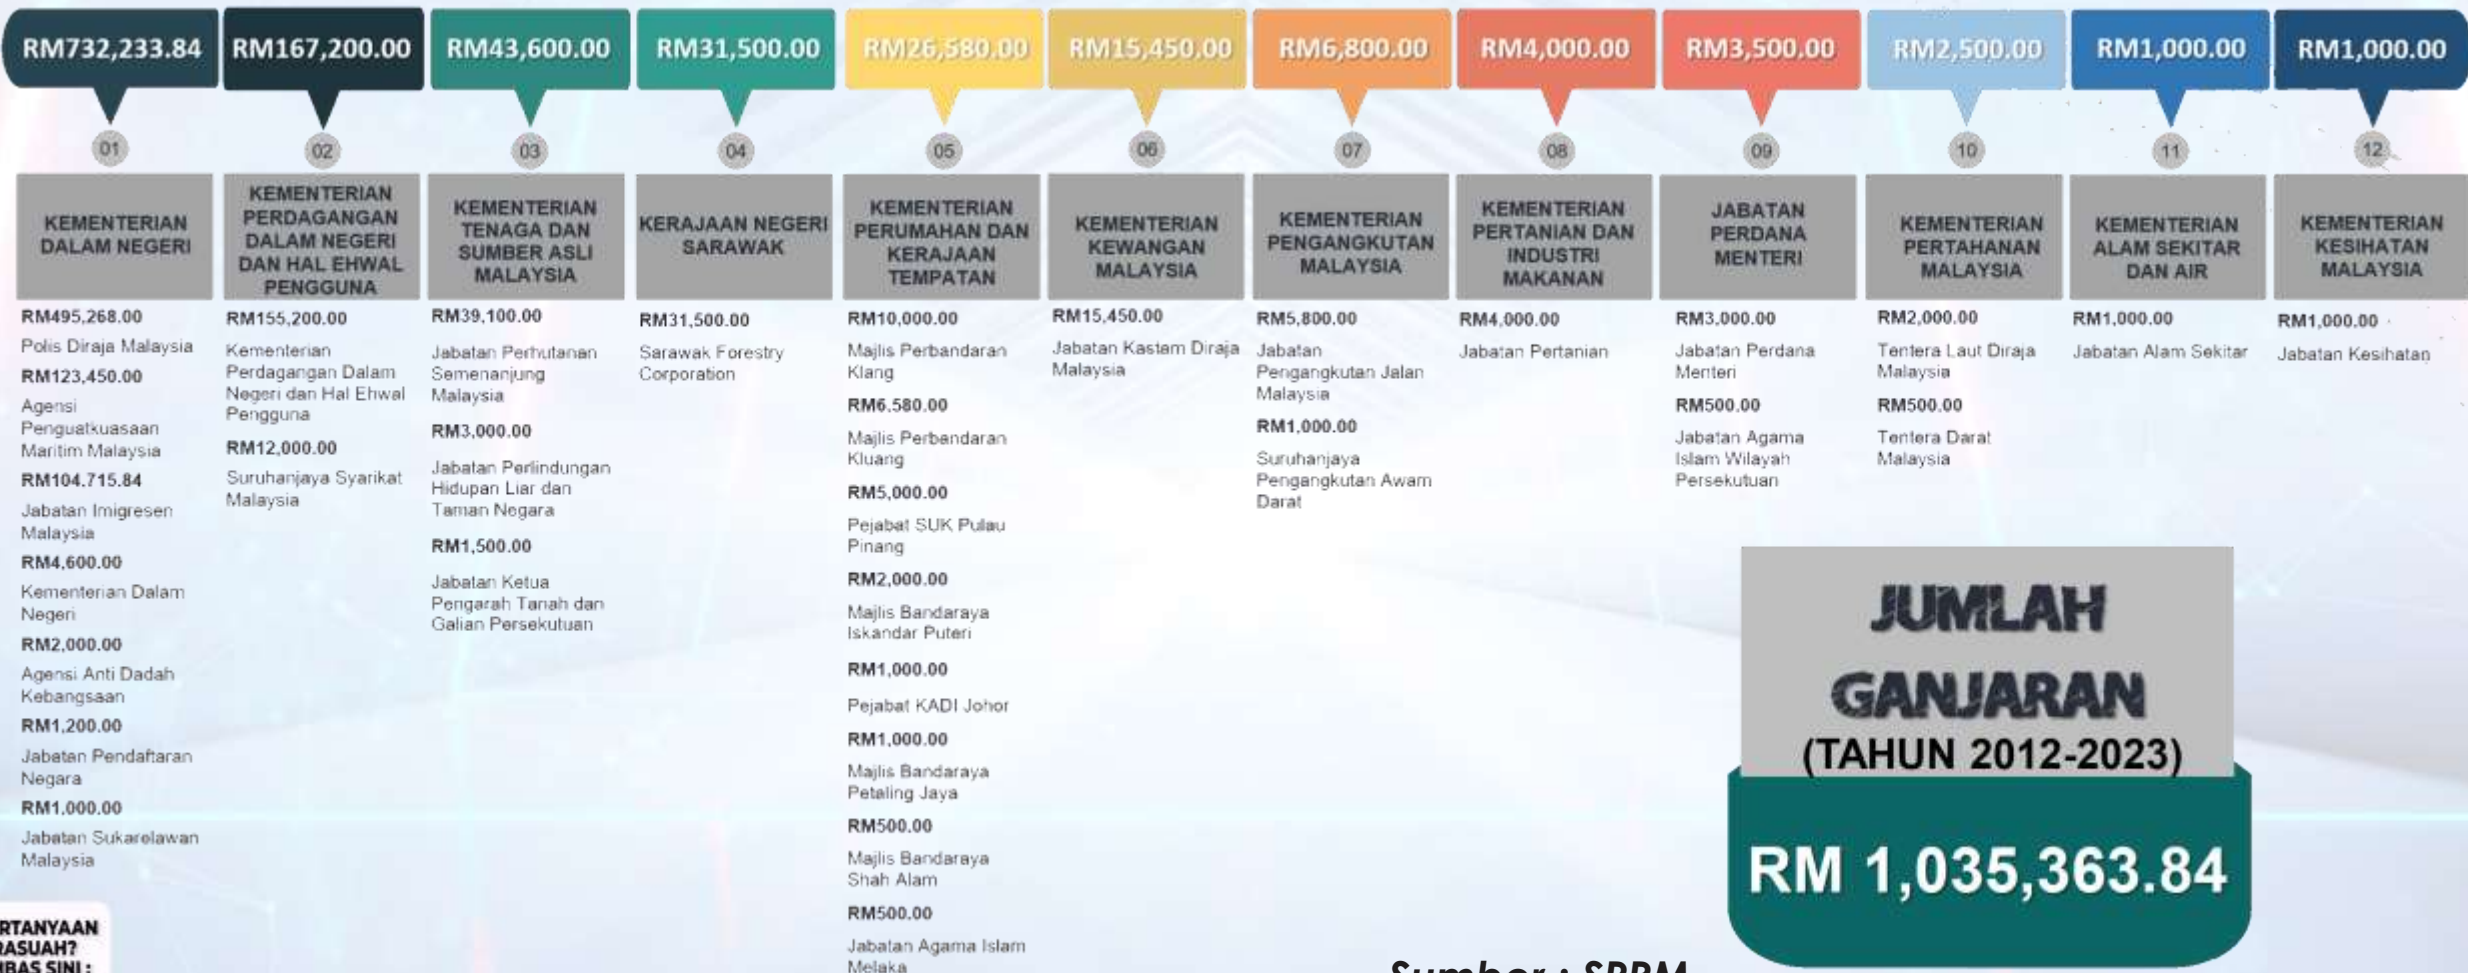 RM732,233.84
01
KEMENTERIAN
DALAM NEGERI
RM495,268.00
Polis Diraja Malaysia
RM123,450.00
Agensi
Penguatkuasaan
Maritim Malaysia
RM104.715.84
Jabatan Imigresen
Malaysia
RM4,600.00
Kementerian Dalam
Negeri
RM2,000.00
Agensi Anti Dadah
Kebangsaan
RM1,200.00
Jabatan Pendaftaran
Negara
RM1.000.00
Jabatan Sukarelawan
Malaysia
RM167,200.00
02
KEMENTERIAN
PERDAGANGAN
DALAM NEGERI
DAN HAL EHWAL
PENGGUNA
RM155,200.00
Kementerian
Perdagangan Dalam
Negeri dan Hal Ehwal
Pengguna
RM12,000.00
Suruhanjaya Syarikat
Malaysia
RM43,600.00
03
KEMENTERIAN
TENAGA DAN
SUMBER ASLI
MALAYSIA
RM39,100.00
Jabatan Perhutanan
Semenanjung
Malaysia
RM3,000.00
Jabatan Perlindungan
Hidupan Liar dan
Taman Negara
RM1,500.00
Jabatan Ketua
Pengarah Tanah dan
Galian Persekutuan
RM31,500.00
04
KERAJAAN NEGERI
SARAWAK
RM31,500.00
Sarawak Forestry
Corporation
RM26,580.00
05
KEMENTERIAN
PERUMAHAN DAN
KERAJAAN
TEMPATAN
RM10,000.00
Majlis Perbandaran
Klang
RM6.580.00
Majlis Perbandaran
Kluang
RM5,000.00
Pejabat SUK Pulau
Pinang
RM2,000.00
Majlis Bandaraya
Iskandar Puteri
RM1,000.00
Pejabat KADI Johor
RM1,000.00
Majlis Bandaraya
Petaling Jaya
RM500.00
Majlis Bandaraya
Shah Alam
RM500.00
Jabatan Agama Islam
Melaka
RM15,450.00
06
KEMENTERIAN
KEWANGAN
MALAYSIA
RM15,450.00
Jabatan Kastam Diraja
Malaysia
RM6,800.00
07
KEMENTERIAN
PENGANGKUTAN
MALAYSIA
RM5,800.00
Jabatan
Pengangkutan Jalan
Malaysia
RM1,000.00
Suruhanjaya
Pengangkutan Awam
Darat
RM4,000.00
08
KEMENTERIAN
PERTANIAN DAN
INDUSTRI
MAKANAN
RM4,000.00
Jabatan Pertanian
RM3,500.00
09
JABATAN
PERDANA
MENTERI
RM3,000.00
Jabatan Perdana
Menteri
RM500.00
Jabatan Agama
Islam Wilayah
Persekutuan
RM2,500.00
10
KEMENTERIAN
PERTAHANAN
MALAYSIA
RM2,000.00
Tentera Laut Diraja
Malaysia
RM500.00
Tentera Darat
Malaysia
RM1,000.00
11
KEMENTERIAN
ALAM SEKITAR
DAN AIR
RM1,000.00
Jabatan Alam Sekitar
RM1,000.00
12
KEMENTERIAN
KESIHATAN
MALAYSIA
RM1,000.00
Jabatan Kesihatan
JUMLAH
GANJARAN
(TAHUN 2012-2023)
RM 1,035,363.84
RTANYAAN
RASUAH?
SINI :
Sumber : SPRM